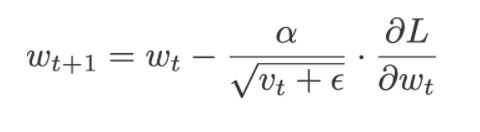 w_{t+1} = w_t - \frac{\alpha}{\sqrt{v_t + \epsilon}} \cdot \frac{\partial L}{\partial w_t}